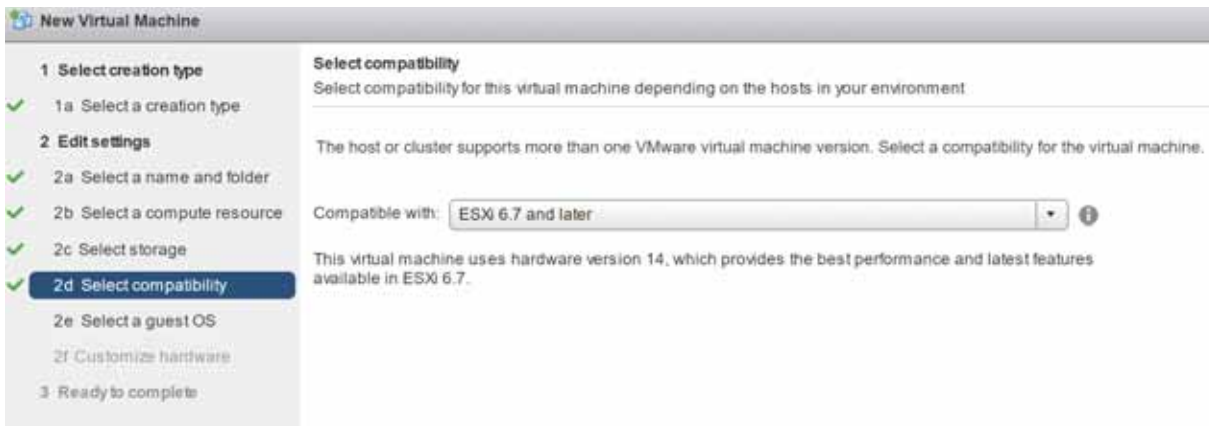 New Virtual Machine
1 Select creation type
1a Select a creation type
2 Edit settings
2a Select a name and folder
2b Select a compute resource
2c Select storage
2d Select compatibility
2e Select a guest OS
2f Customize hardware
3 Ready to complete
Select compatibility
Select compatibility for this virtual machine depending on the hosts in your environment
The host or cluster supports more than one VMware virtual machine version. Select a compatibility for the virtual machine.
Compatible with: ESXi 6.7 and later
This virtual machine uses hardware version 14, which provides the best performance and latest features
available in ESXi 6.7.